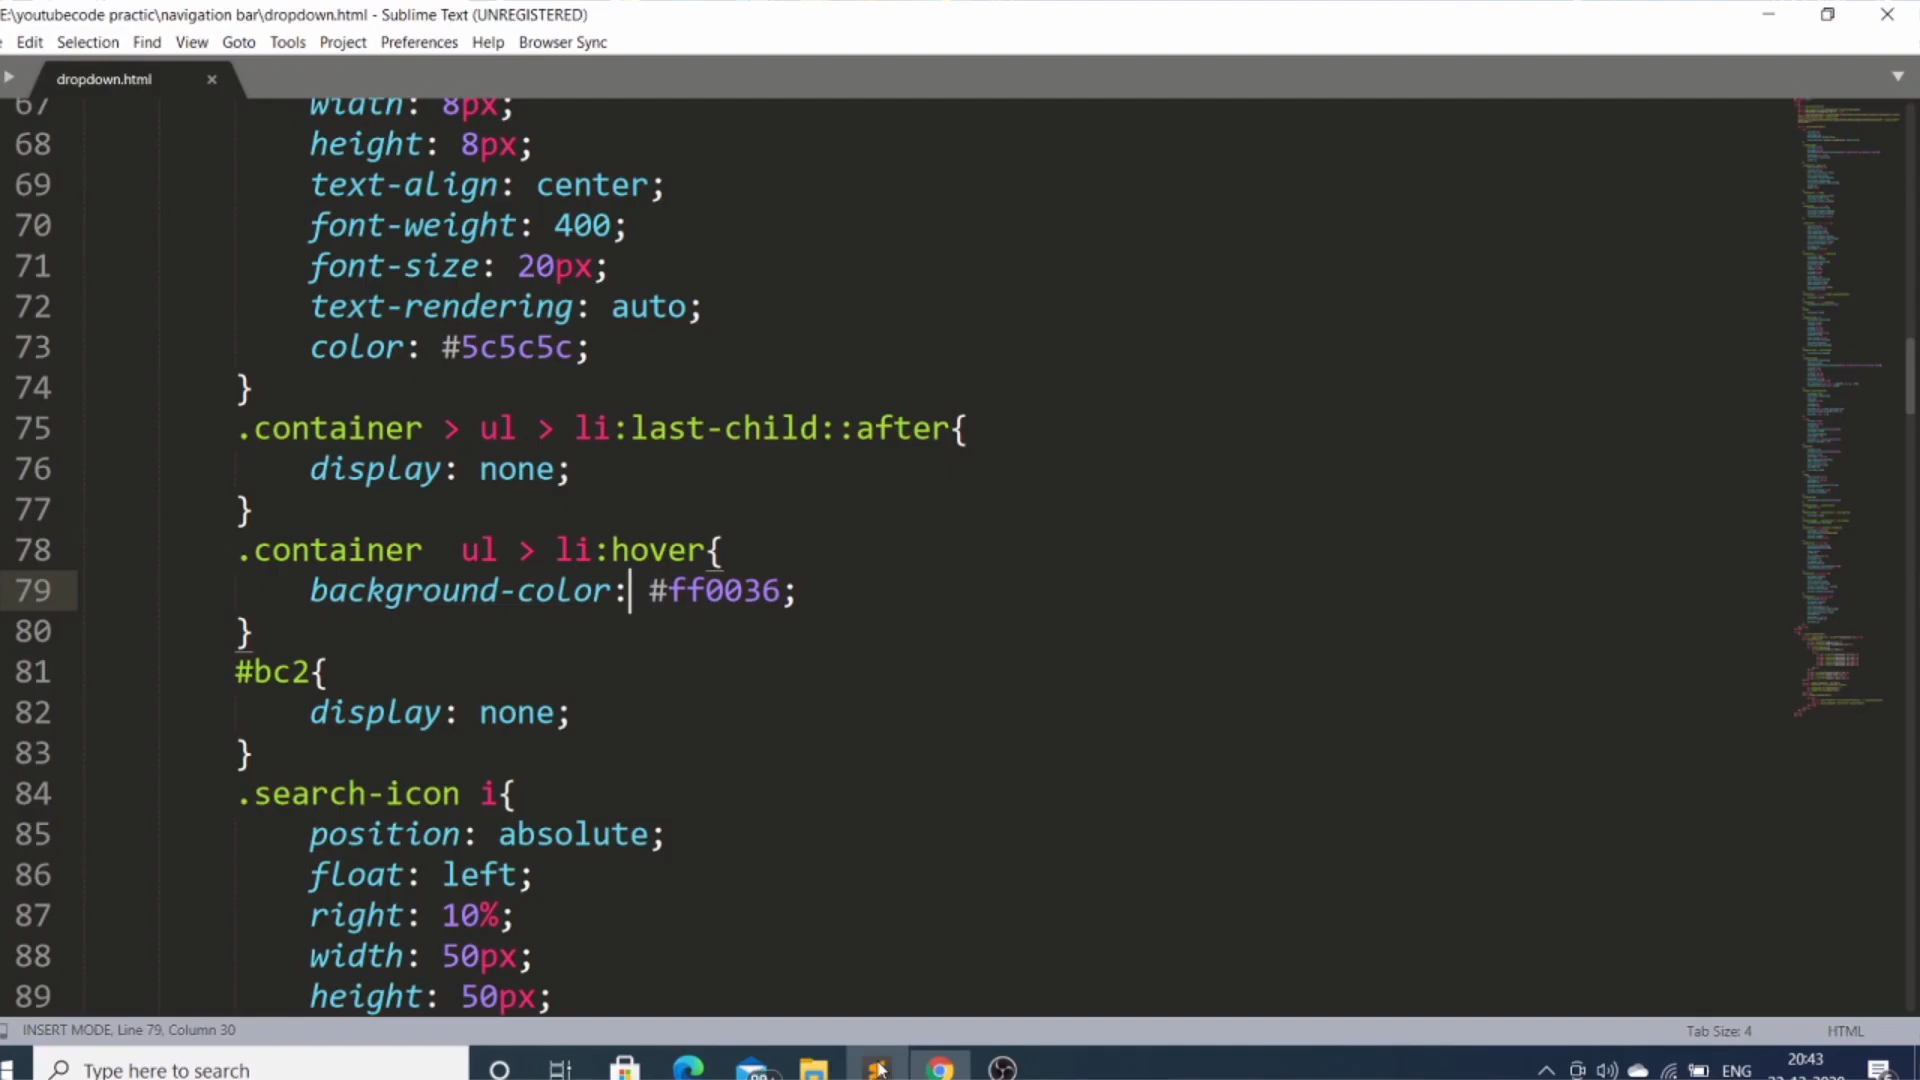 E:\youtubecode practic\navigation bar\dropdown.html - Sublime Text (UNREGISTERED)
Edit Selection Find View Goto Tools Project Preferences Help Browser Sync
dropdown.html
67 width: 8px;
68 height: 8px;
69 text-align: center;
70 font-weight: 400;
71 font-size: 20px;
72 text-rendering: auto;
73 color: #5c5c5c;
74 }
75 .container > ul > li:last-child::after{
76 display: none;
77 }
78 .container  ul > li:hover{
79 background-color: #ff0036;
80 }
81 #bc2{
82 display: none;
83 }
84 .search-icon i{
85 position: absolute;
86 float: left;
87 right: 10%;
88 width: 50px;
89 height: 50px;
INSERT MODE, Line 79, Column 30
Tab Size: 4
HTML
Type here to search
ENG
20:43